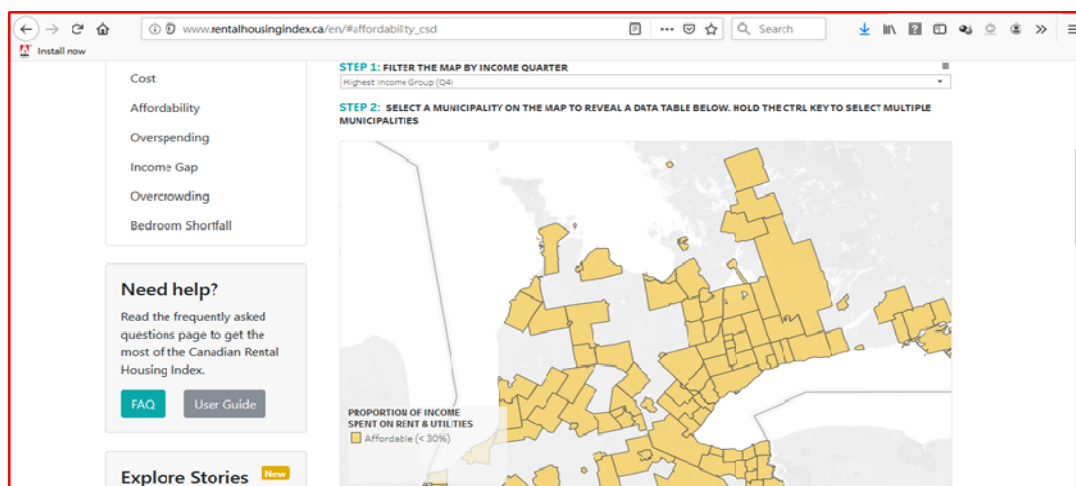 www.rentalhousingindex.ca/en/#affordability_csd
Search
Install now
Cost
Affordability
Overspending
Income Gap
Overcrowding
Bedroom Shortfall
Need help?
Read the frequently asked
questions page to get the
most of the Canadian Rental
Housing Index.
FAQ
User Guide
Explore Stories
New
STEP 1: FILTER THE MAP BY INCOME QUARTER
Highest Income Group (Q4)
STEP 2: SELECT A MUNICIPALITY ON THE MAP TO REVEAL A DATA TABLE BELOW. HOLD THE CTRL KEY TO SELECT MULTIPLE
MUNICIPALITIES
PROPORTION OF INCOME
SPENT ON RENT & UTILITIES
Affordable (< 30%)